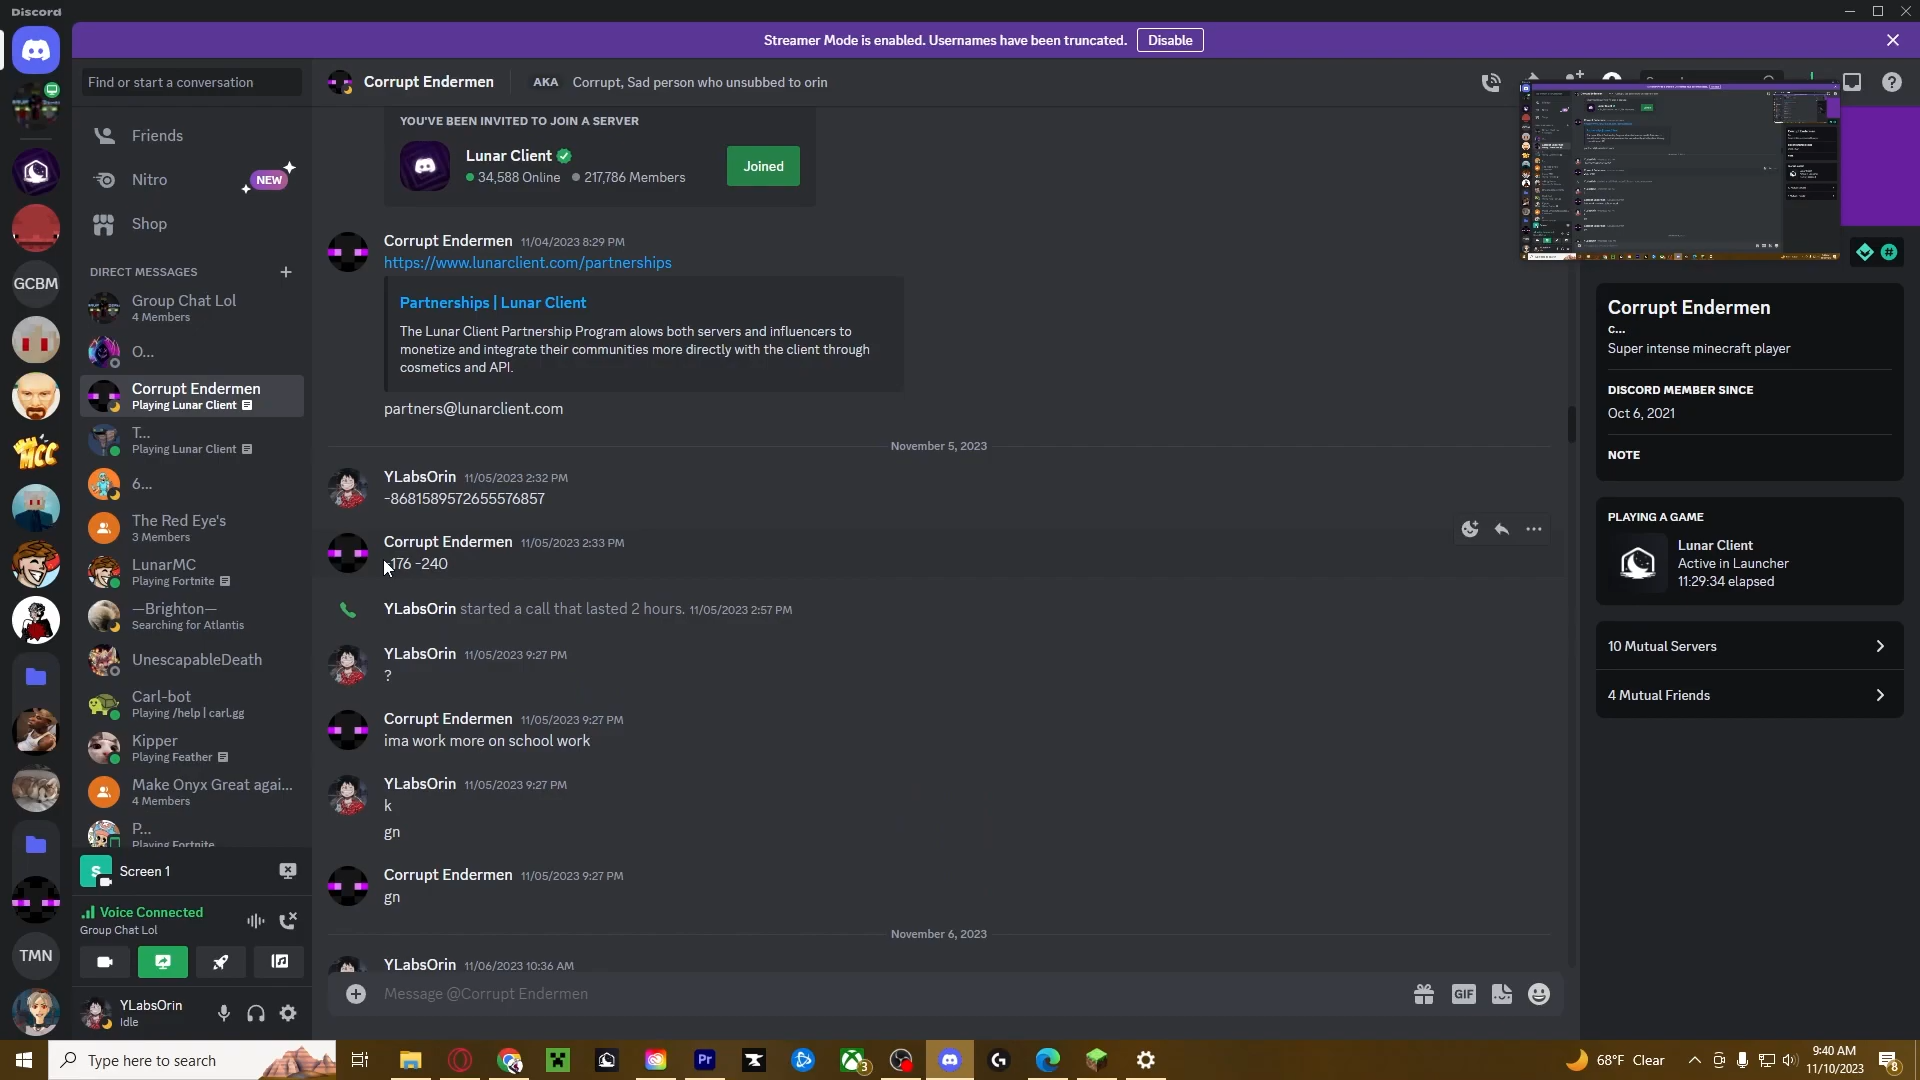 Discord
Streamer Mode is enabled. Usernames have been truncated.
Disable
Find or start a conversation
Corrupt Endermen
AKA
Corrupt, Sad person who unsubbed to orin
Friends
Nitro
NEW
Shop
DIRECT MESSAGES
Group Chat Lol
4 Members
O...
Corrupt Endermen
Playing Lunar Client
T...
Playing Lunar Client
6...
The Red Eye's
3 Members
LunarMC
Playing Fortnite
—Brighton—
Searching for Atlantis
UnescapableDeath
Carl-bot
Playing /help | carl.gg
Kipper
Playing Feather
Make Onyx Great agai...
4 Members
P...
Playing Fortnite
GCBM
MCC
TMN
S
Screen 1
Voice Connected
Group Chat Lol
YLabsOrin
Idle
YOU'VE BEEN INVITED TO JOIN A SERVER
Lunar Client
34,588 Online
217,786 Members
Joined
Corrupt Endermen 11/04/2023 8:29 PM
https://www.lunarclient.com/partnerships
Partnerships | Lunar Client
The Lunar Client Partnership Program alows both servers and influencers to
monetize and integrate their communities more directly with the client through
cosmetics and API.
partners@lunarclient.com
November 5, 2023
YLabsOrin 11/05/2023 2:32 PM
-8681589572655576857
Corrupt Endermen 11/05/2023 2:33 PM
176 -240
YLabsOrin started a call that lasted 2 hours. 11/05/2023 2:57 PM
YLabsOrin 11/05/2023 9:27 PM
?
Corrupt Endermen 11/05/2023 9:27 PM
ima work more on school work
YLabsOrin 11/05/2023 9:27 PM
k
gn
Corrupt Endermen 11/05/2023 9:27 PM
gn
November 6, 2023
YLabsOrin 11/06/2023 10:36 AM
Message @Corrupt Endermen
GIF
Corrupt Endermen
c...
Super intense minecraft player
DISCORD MEMBER SINCE
Oct 6, 2021
NOTE
PLAYING A GAME
Lunar Client
Active in Launcher
11:29:34 elapsed
10 Mutual Servers
4 Mutual Friends
Type here to search
Pr
3
68°F Clear
9:40 AM
11/10/2023
8